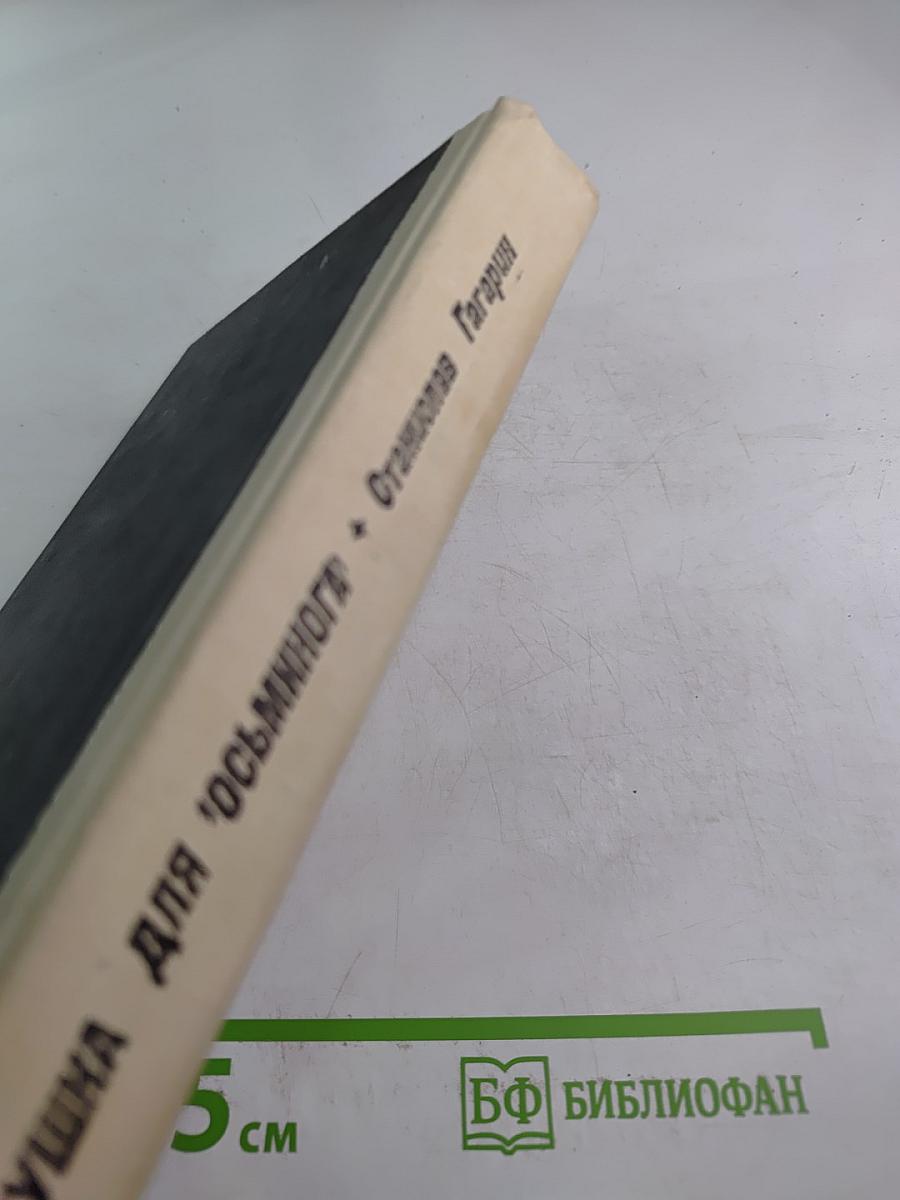 УШКА ДЛЯ 'ОСЬМИНОГА' • Станислав Гагарин
5 см
БФ БИБЛИОФАН